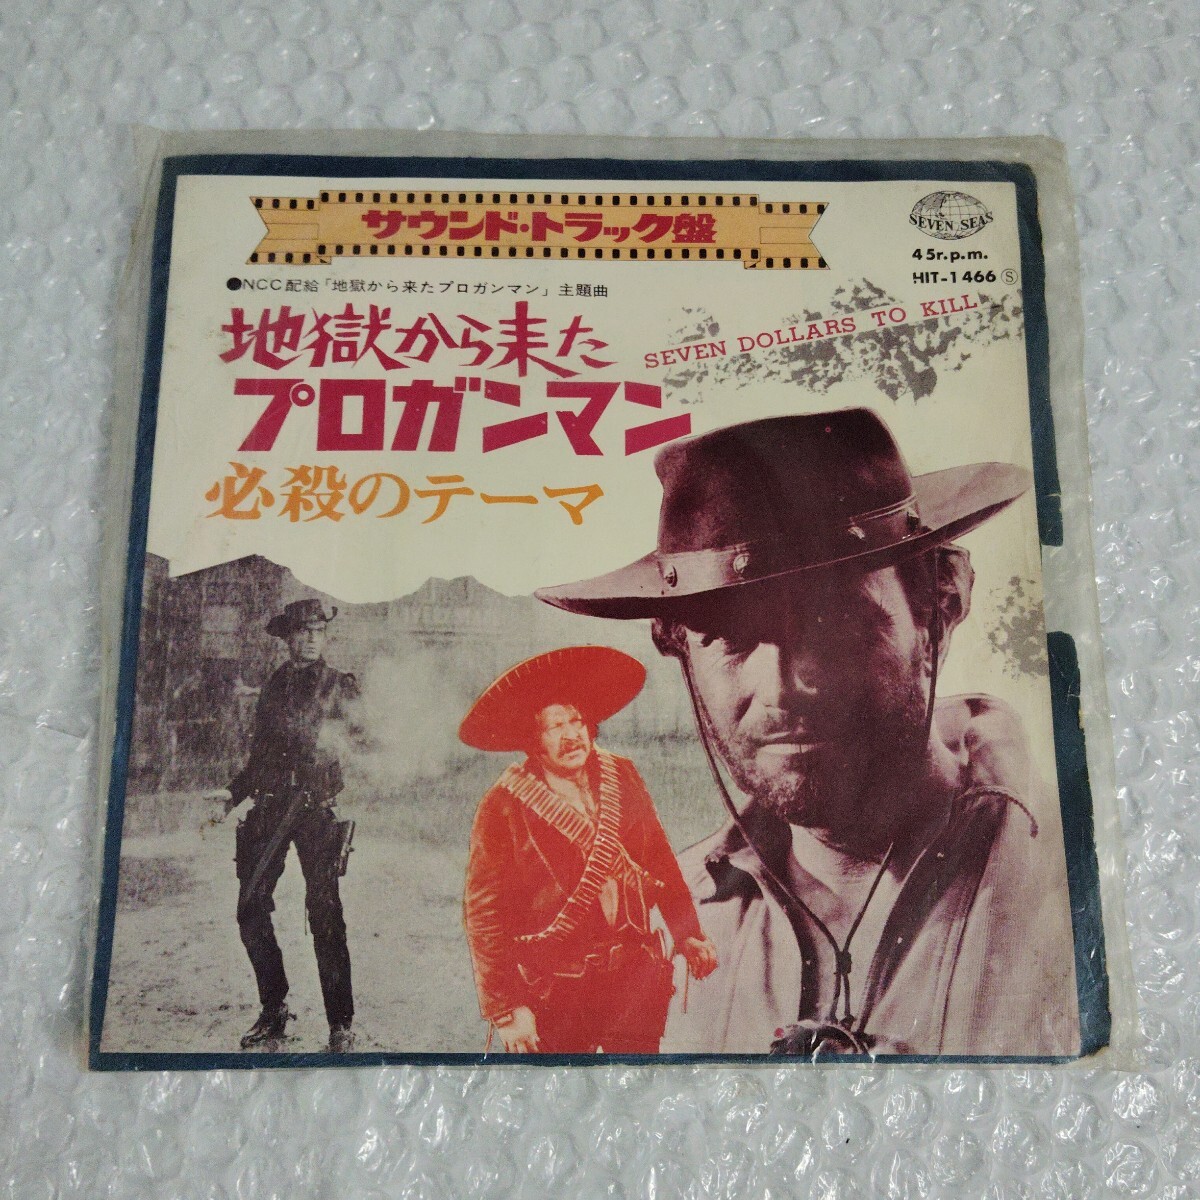 サウンド・トラック盤
SEVEN SEAS
45r.p.m.
HIT-1466 Ⓢ
●NCC配給「地獄から来たプロガンマン」主題曲
地獄から来た
プロガンマン
SEVEN DOLLARS TO KILL
必殺のテーマ